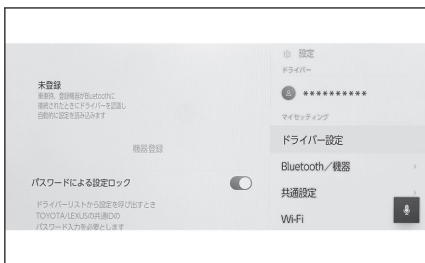 未登録
乗車時、登録機器がBluetoothに
接続されたときにドライバーを認識し
自動的に設定を読み込みます
機器登録
パスワードによる設定ロック
ドライバーリストから設定を呼び出すとき
TOYOTA/LEXUSの共通IDの
パスワード入力を必要とします
設定
ドライバー
**********
マイセッティング
ドライバー設定
Bluetooth／機器
共通設定
Wi-Fi